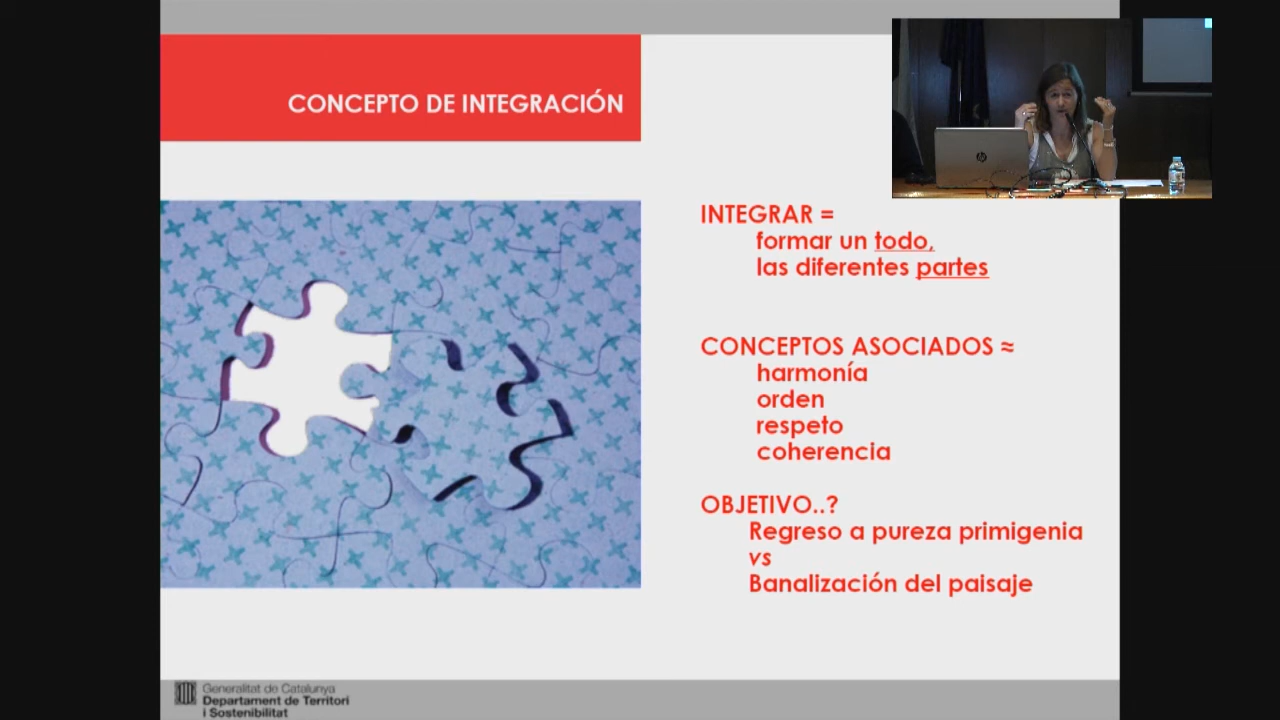 CONCEPTO DE INTEGRACIÓN
INTEGRAR =
formar un todo,
las diferentes partes
CONCEPTOS ASOCIADOS ≈
harmonía
orden
respeto
coherencia
OBJETIVO..?
Regreso a pureza primigenia
vs
Banalización del paisaje
Generalitat de Catalunya
Departament de Territori
i Sostenibilitat
hp